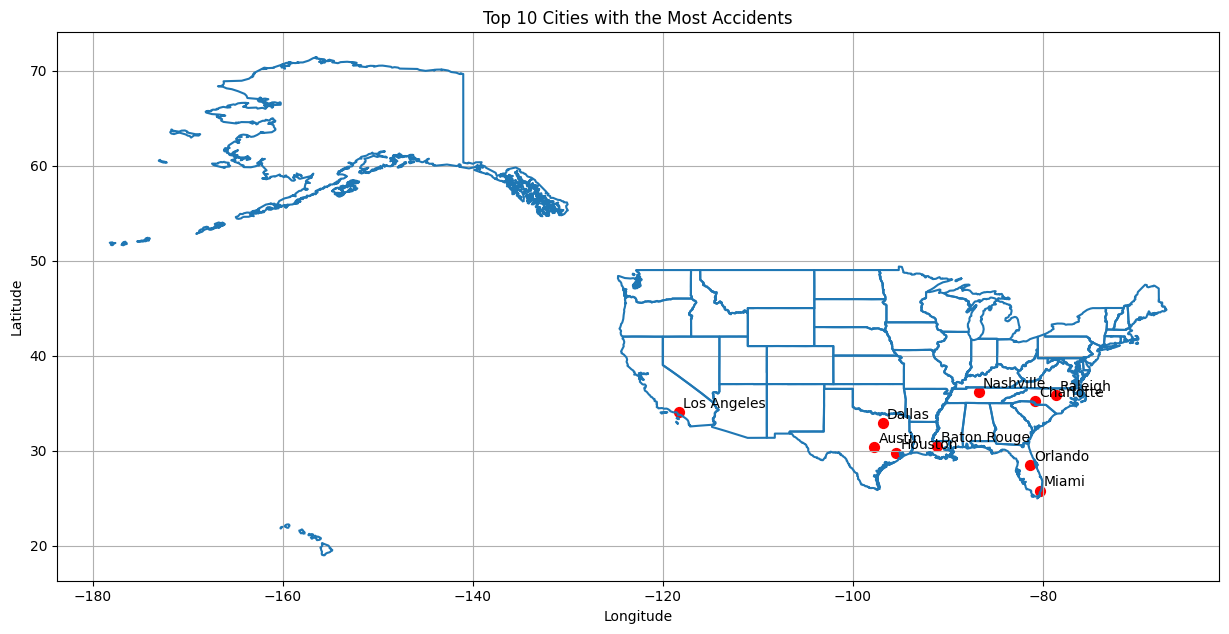 Top 10 Cities with the Most Accidents
70
60
50
40
30
20
Latitude
Nashville
Raleigh
Charlotte
Los Angeles
Dallas
Austin
Houston
Baton Rouge
Orlando
Miami
−180
−160
−140
−120
−100
−80
Longitude